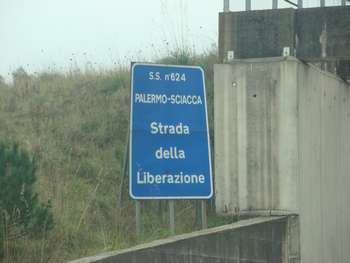 S.S. n°624
PALERMO-SCIACCA
Strada
della
Liberazione